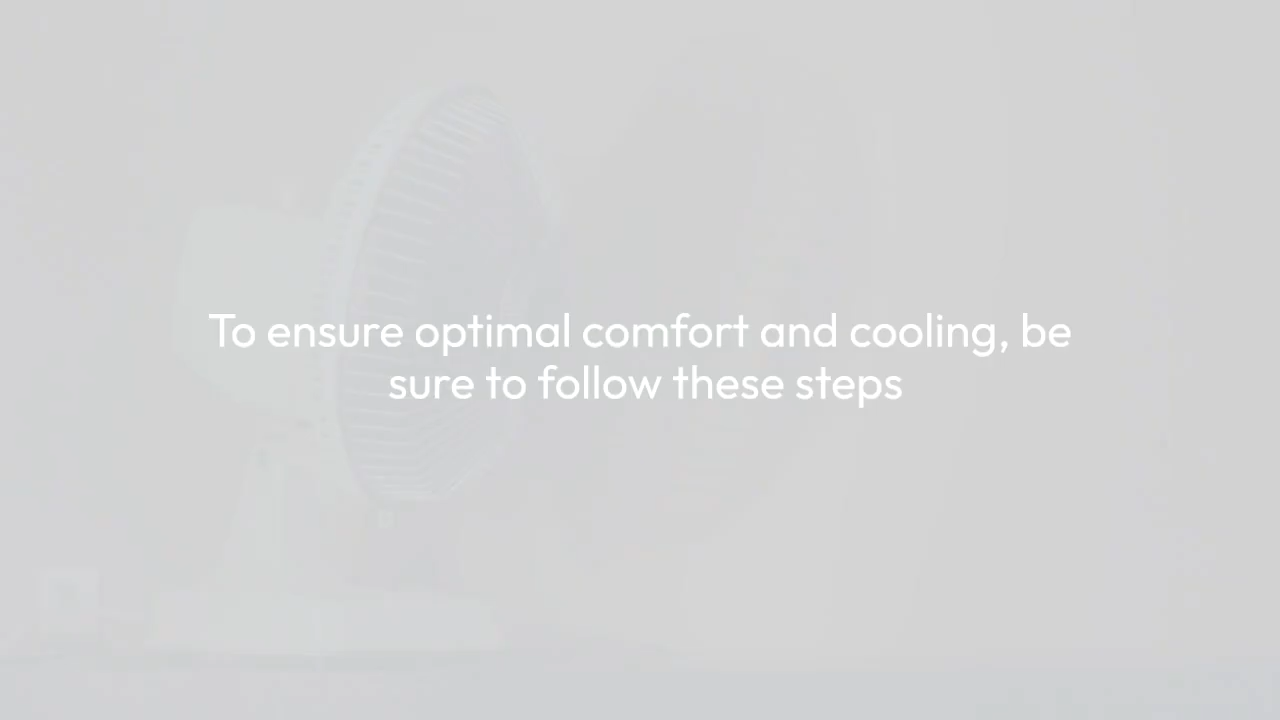 To ensure optimal comfort and cooling, be
sure to follow these steps